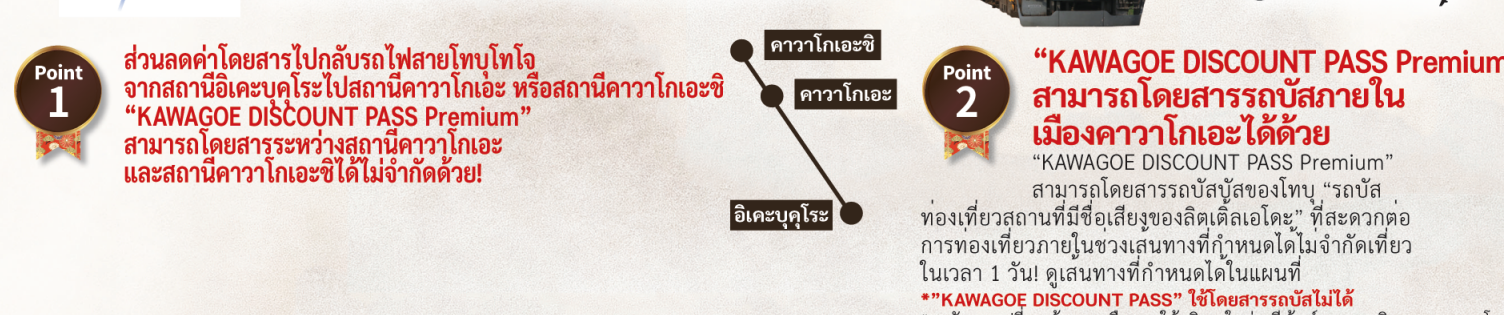 Point
1
ส่วนลดค่าโดยสารไปกลับรถไฟสายโทบุโทโจ
จากสถานีอิเคะบุคุโระไปสถานีคาวาโกเอะ หรือสถานีคาวาโกเอะชิ
“KAWAGOE DISCOUNT PASS Premium”
สามารถโดยสารระหว่างสถานีคาวาโกเอะ
และสถานีคาวาโกเอะชิได้ไม่จำกัดด้วย!
คาวาโกเอะชิ
คาวาโกเอะ
อิเคะบุคุโระ
Point
2
“KAWAGOE DISCOUNT PASS Premium
สามารถโดยสารรถบัสภายใน
เมืองคาวาโกเอะได้ด้วย
“KAWAGOE DISCOUNT PASS Premium”
สามารถโดยสารรถบัสบัสของโทบุ “รถบัส
ท่องเที่ยวสถานที่มีชื่อเสียงของลิตเติ้ลเอโดะ” ที่สะดวกต่อ
การท่องเที่ยวภายในช่วงเส้นทางที่กำหนดได้ไม่จำกัดเที่ยว
ในเวลา 1 วัน! ดูเส้นทางที่กำหนดได้ในแผนที่
*”KAWAGOE DISCOUNT PASS” ใช้โดยสารรถบัสไม่ได้